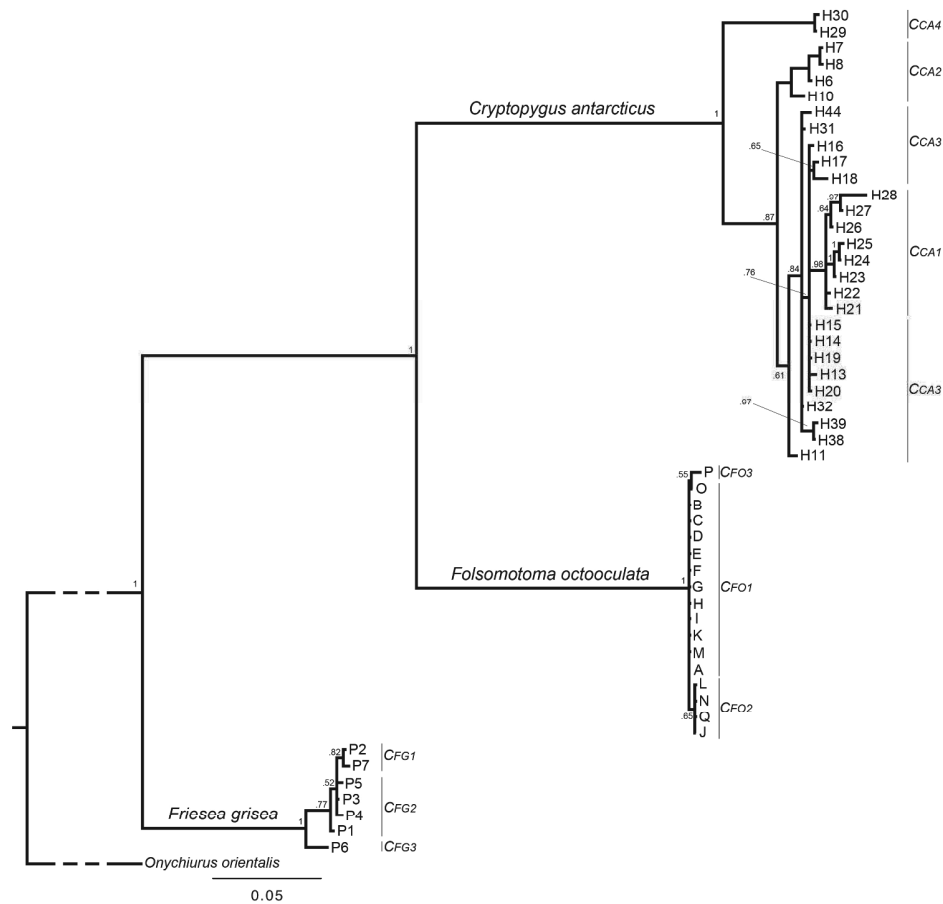 H30
H29
CCA4
H7
H8
H6
H10
CCA2
Cryptopygus antarcticus
1
H44
H31
H16
H17
H18
CCA3
.65
H28
.97
H27
.64
H26
.87
H25
1
H24
1
H23
.98
H22
H21
CCA1
.84
.76
H15
H14
H19
H13
H20
H32
H39
H38
H11
CCA3
.61
.97
1
P
CFO3
.55
O
B
C
D
E
F
G
H
I
K
M
A
CFO1
Folsomotoma octooculata
1
L
N
Q
J
CFO2
.65
1
P2
P7
CFG1
.82
P5
P3
P4
P1
CFG2
.52
.77
Friesea grisea
1
P6
CFG3
Onychiurus orientalis
0.05